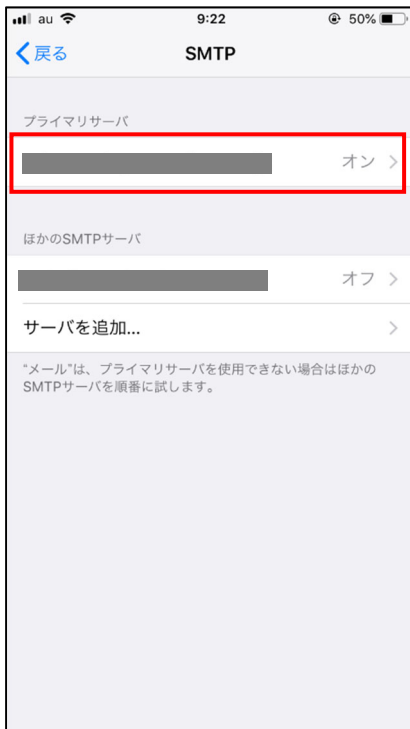 au 9:22 50%
戻る SMTP
プライマリサーバ
オン
ほかのSMTPサーバ
オフ
サーバを追加...
“メール”は、プライマリサーバを使用できない場合はほかの
SMTPサーバを順番に試します。